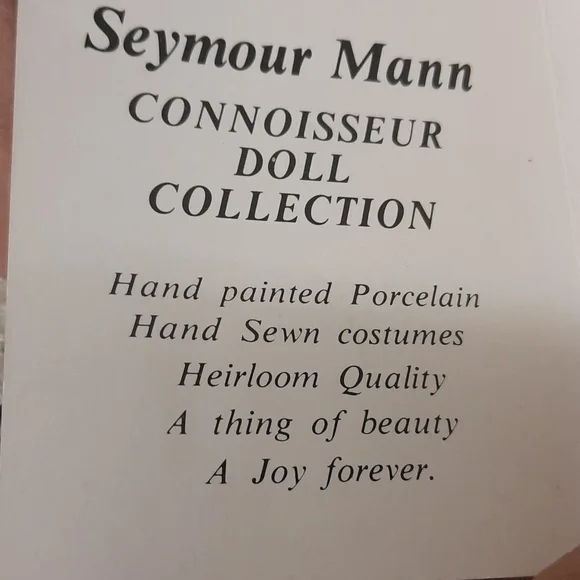 Seymour Mann
CONNOISSEUR
DOLL
COLLECTION
Hand painted Porcelain
Hand Sewn costumes
Heirloom Quality
A thing of beauty
A Joy forever.